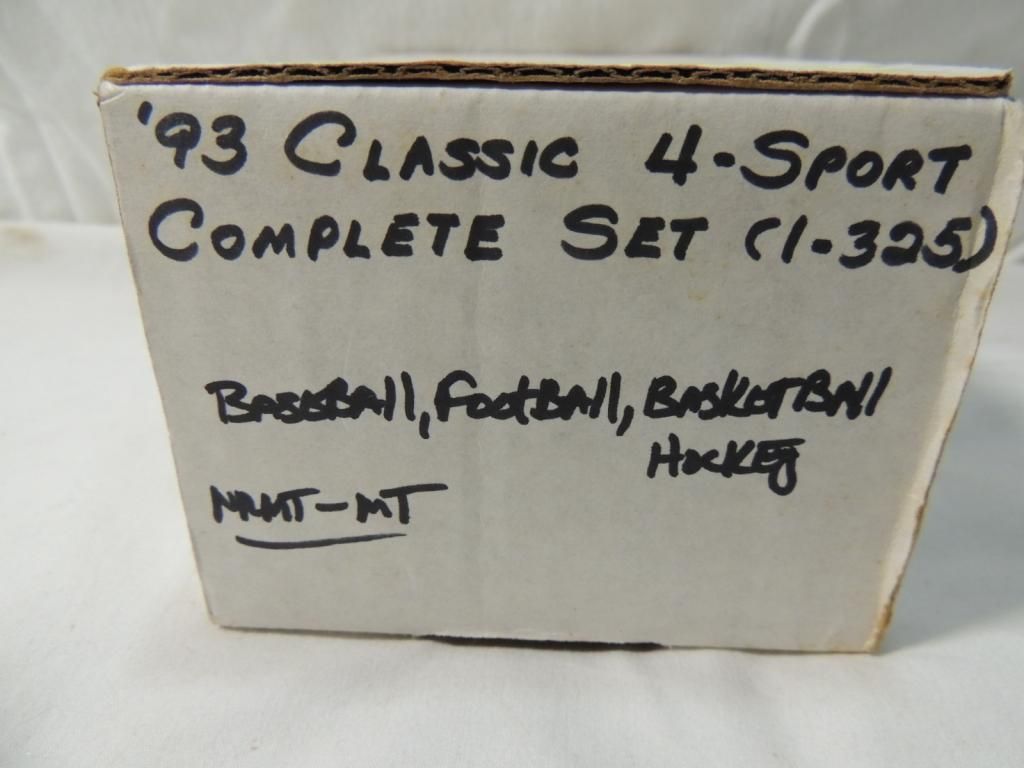 '93 Classic 4-Sport
Complete Set (1-325)
Baseball, Football, Basketball
Hockey
NRMT-MT